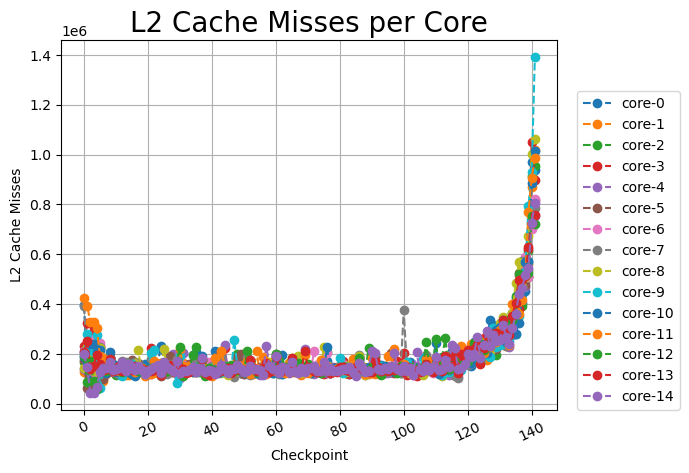 L2 Cache Misses per Core
1e6
1.4
1.2
1.0
0.8
0.6
0.4
0.2
0.0
L2 Cache Misses
0 20 40 60 80 100 120 140
Checkpoint
core-0
core-1
core-2
core-3
core-4
core-5
core-6
core-7
core-8
core-9
core-10
core-11
core-12
core-13
core-14